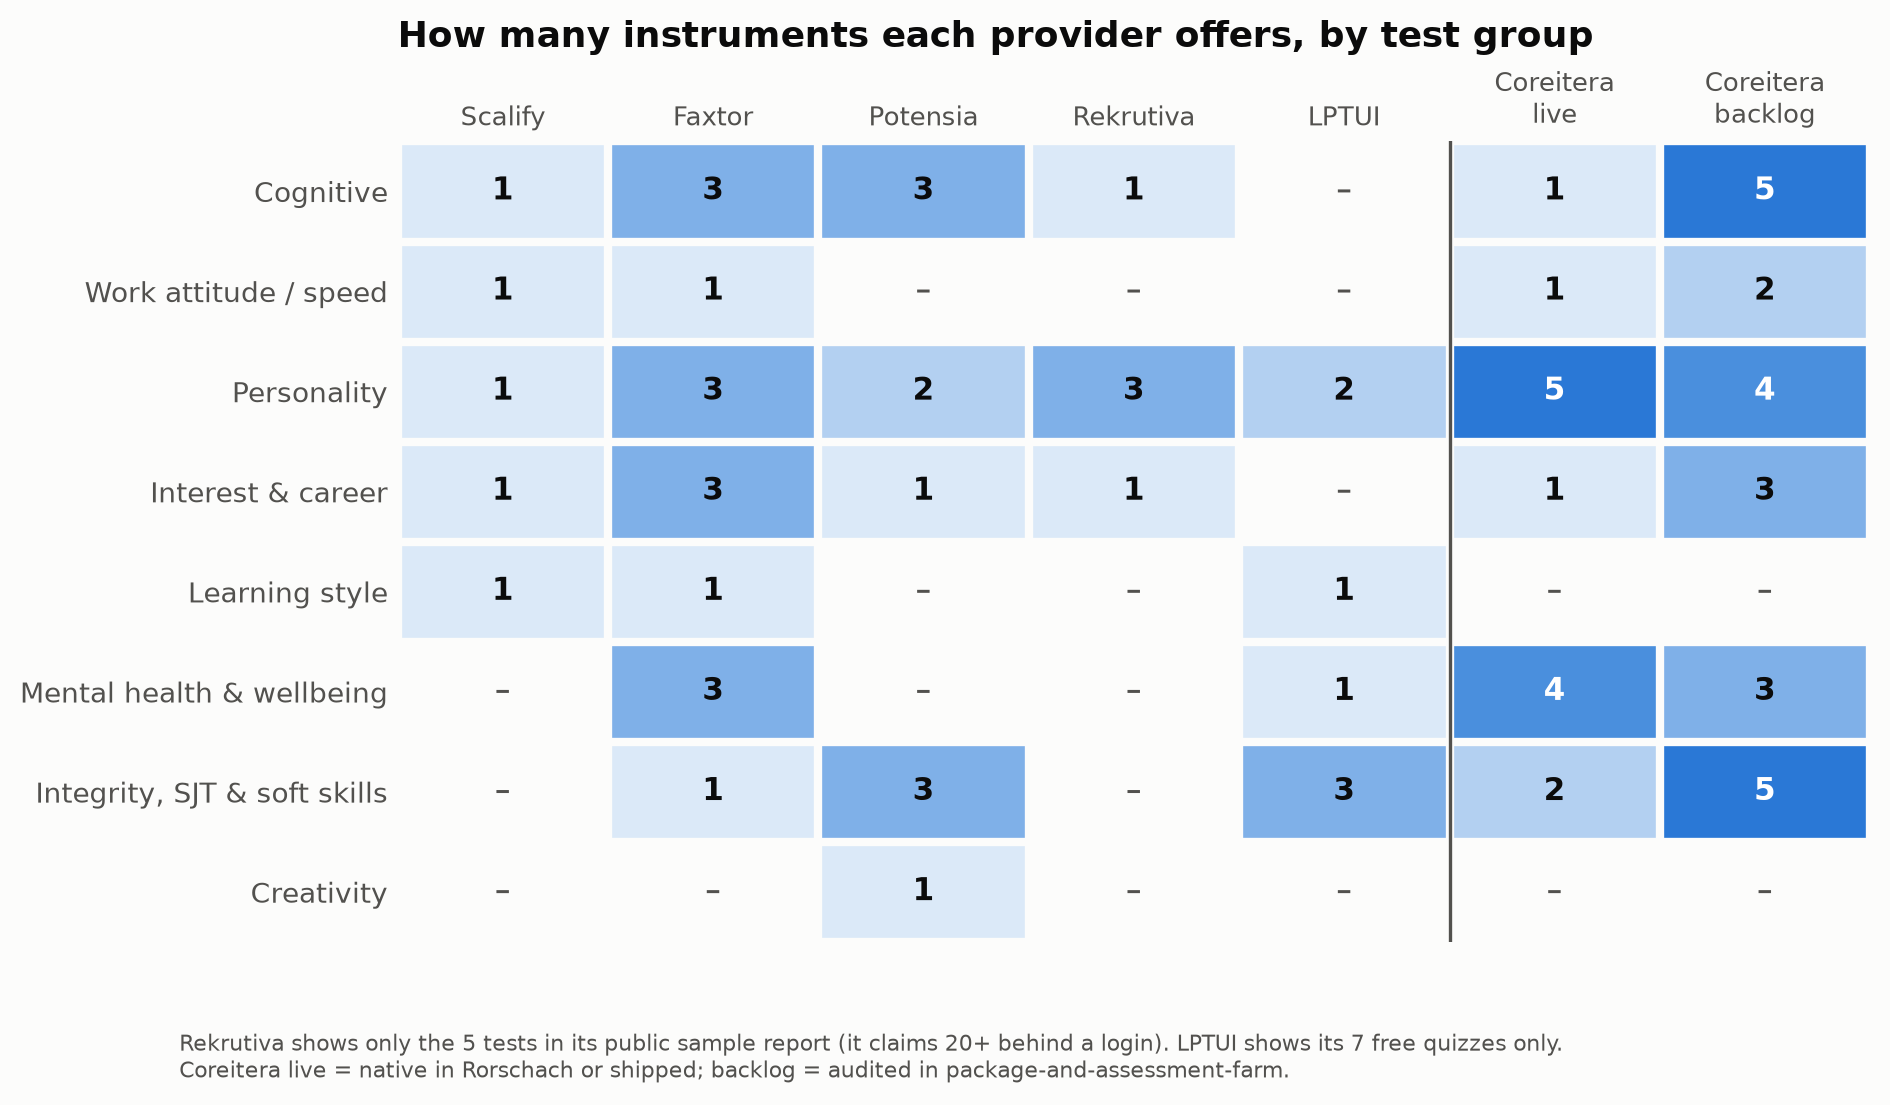 How many instruments each provider offers, by test group
Scalify Faxtor Potensia Rekrutiva LPTUI Coreitera live Coreitera backlog
Cognitive 1 3 3 1 – 1 5
Work attitude / speed 1 1 – – – 1 2
Personality 1 3 2 3 2 5 4
Interest & career 1 3 1 1 – 1 3
Learning style 1 1 – – 1 – –
Mental health & wellbeing – 3 – – 1 4 3
Integrity, SJT & soft skills – 1 3 – 3 2 5
Creativity – – 1 – – – –
Rekrutiva shows only the 5 tests in its public sample report (it claims 20+ behind a login). LPTUI shows its 7 free quizzes only.
Coreitera live = native in Rorschach or shipped; backlog = audited in package-and-assessment-farm.